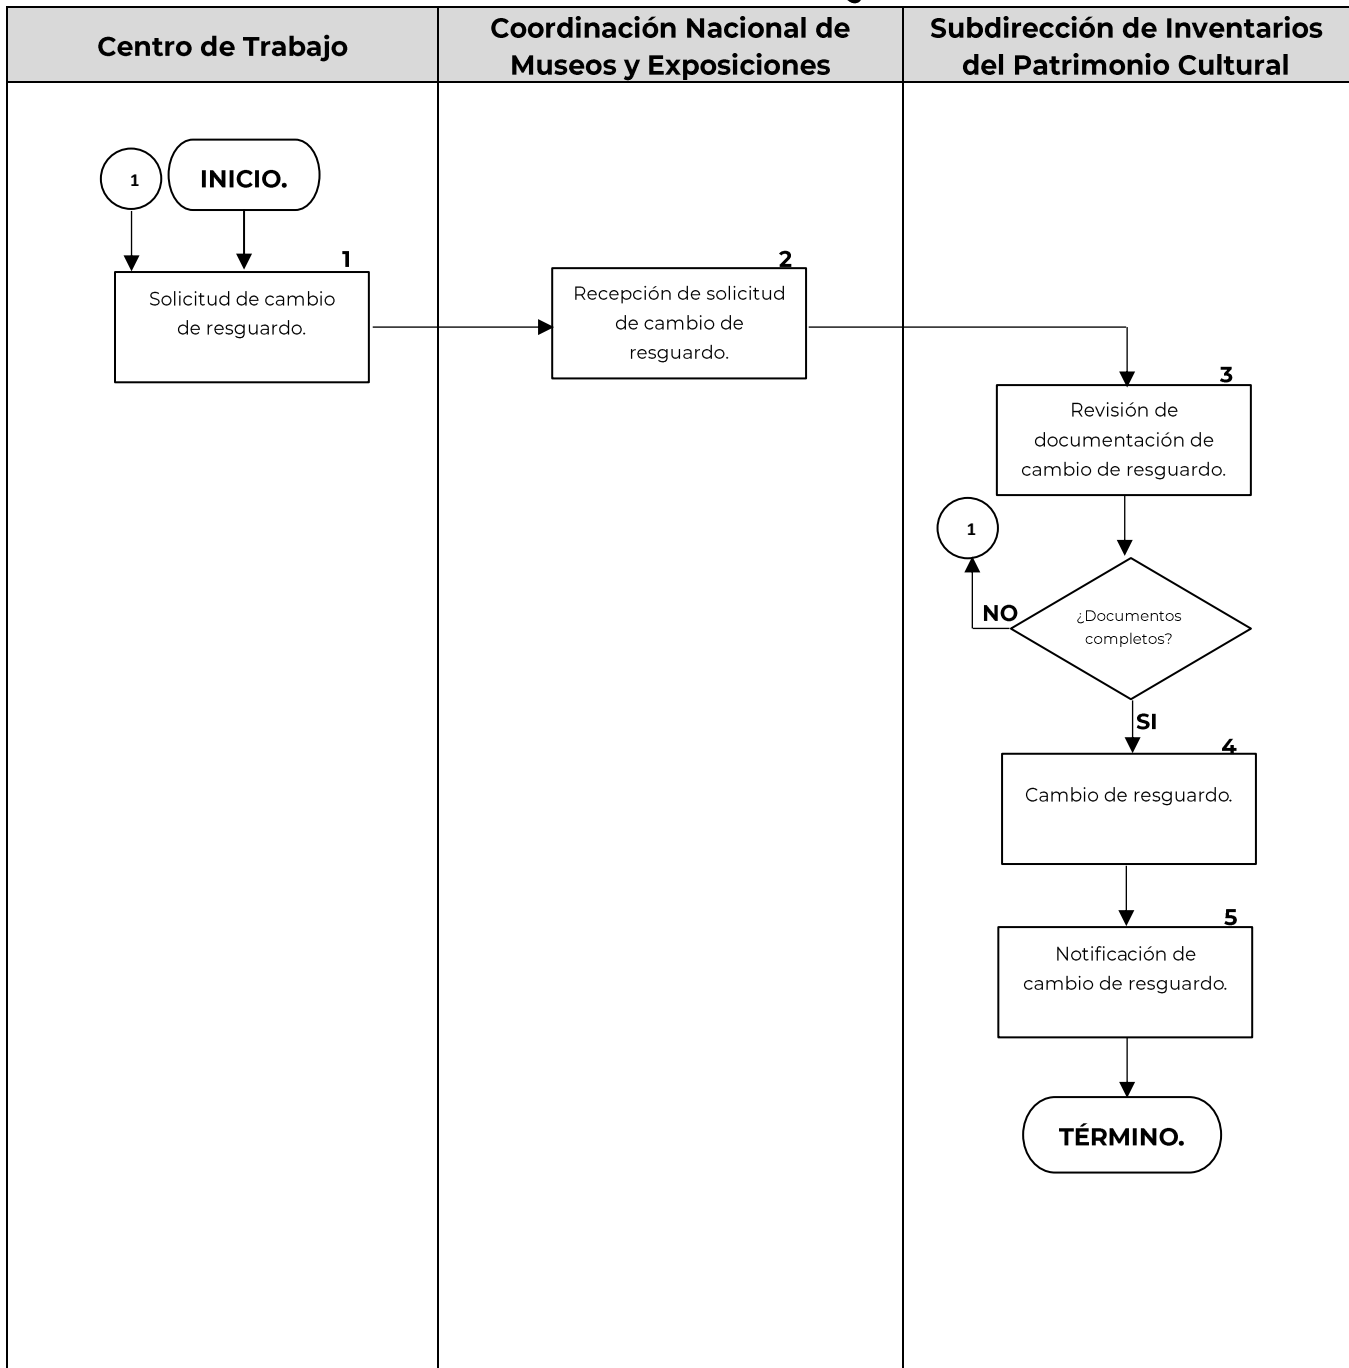 Centro de Trabajo
Coordinación Nacional de
Museos y Exposiciones
Subdirección de Inventarios
del Patrimonio Cultural
1
INICIO.
1
Solicitud de cambio
de resguardo.
2
Recepción de solicitud
de cambio de
resguardo.
3
Revisión de
documentación de
cambio de resguardo.
1
NO
¿Documentos
completos?
SI
4
Cambio de resguardo.
5
Notificación de
cambio de resguardo.
TÉRMINO.